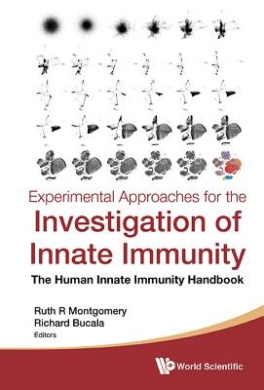 Experimental Approaches for the
Investigation of
Innate Immunity
The Human Innate Immunity Handbook
Ruth R Montgomery
Richard Bucala
Editors
World Scientific